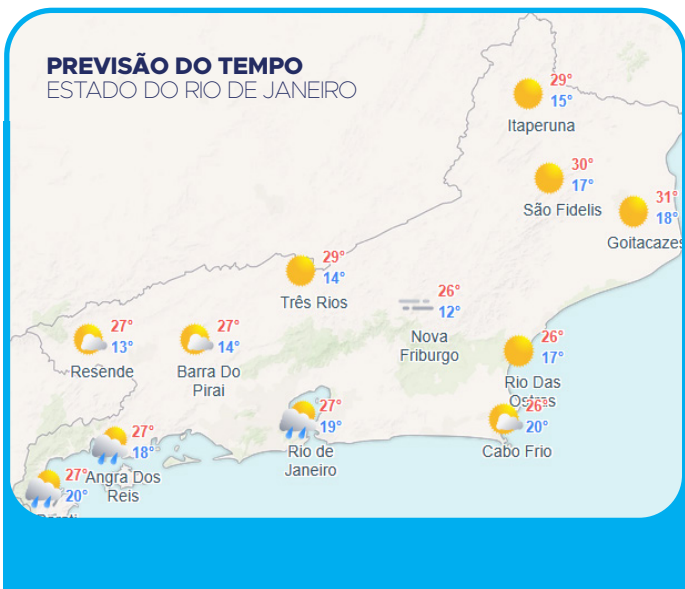 PREVISÃO DO TEMPO
ESTADO DO RIO DE JANEIRO
29°
15°
Itaperuna
30°
17°
São Fidelis
31°
18°
Goitacazes
29°
14°
Três Rios
26°
12°
Nova
Friburgo
27°
13°
Resende
27°
14°
Barra Do
Pirai
26°
17°
Rio Das
Ostras
26°
20°
Cabo Frio
27°
19°
Rio de
Janeiro
27°
18°
Angra Dos
Reis
27°
20°